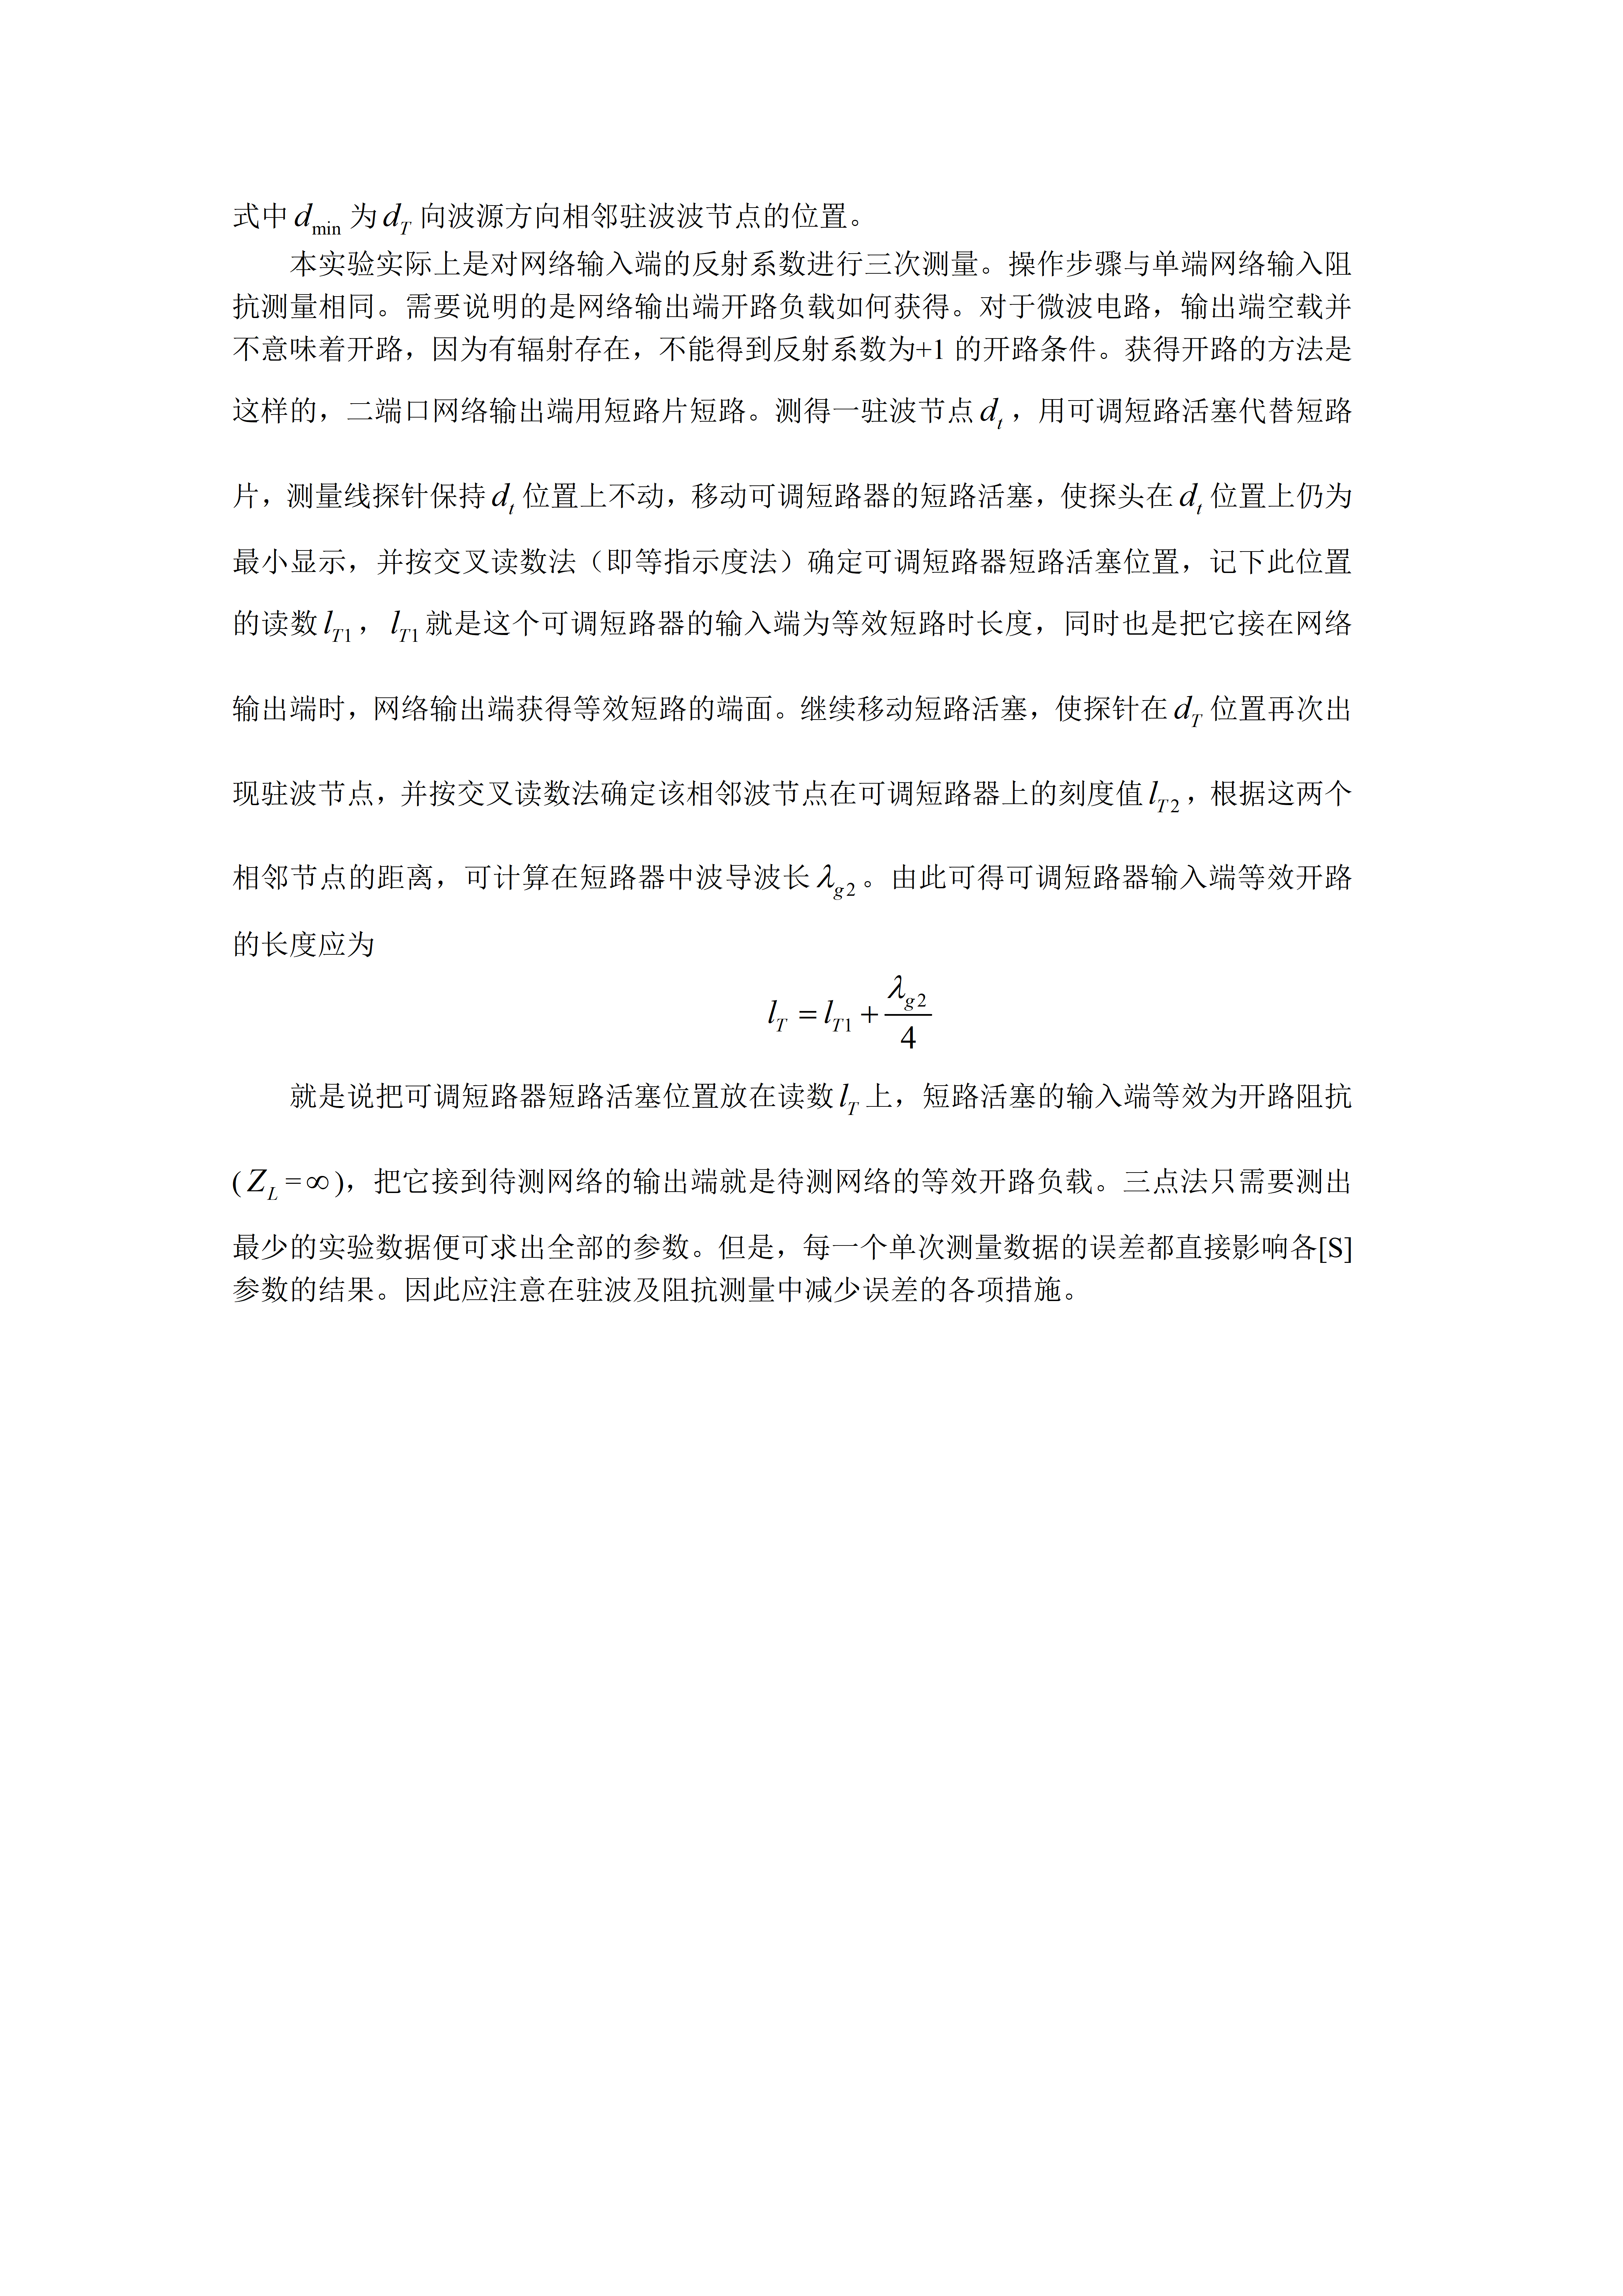 式中 d_min 为 d_T 向波源方向相邻驻波波节点的位置。
本实验实际上是对网络输入端的反射系数进行三次测量。操作步骤与单端网络输入阻
抗测量相同。需要说明的是网络输出端开路负载如何获得。对于微波电路，输出端空载并
不意味着开路，因为有辐射存在，不能得到反射系数为+1 的开路条件。获得开路的方法是
这样的，二端口网络输出端用短路片短路。测得一驻波节点 d_t，用可调短路活塞代替短路
片，测量线探针保持 d_t 位置上不动，移动可调短路器的短路活塞，使探头在 d_t 位置上仍为
最小显示，并按交叉读数法（即等指示度法）确定可调短路器短路活塞位置，记下此位置
的读数 l_T1，l_T1 就是这个可调短路器的输入端为等效短路时长度，同时也是把它接在网络
输出端时，网络输出端获得等效短路的端面。继续移动短路活塞，使探针在 d_T 位置再次出
现驻波节点，并按交叉读数法确定该相邻波节点在可调短路器上的刻度值 l_T2，根据这两个
相邻节点的距离，可计算在短路器中波导波长 λ_g2。由此可得可调短路器输入端等效开路
的长度应为
l_T = l_T1 + λ_g2/4
就是说把可调短路器短路活塞位置放在读数 l_T 上，短路活塞的输入端等效为开路阻抗
( Z_L = ∞ )，把它接到待测网络的输出端就是待测网络的等效开路负载。三点法只需要测出
最少的实验数据便可求出全部的参数。但是，每一个单次测量数据的误差都直接影响各[S]
参数的结果。因此应注意在驻波及阻抗测量中减少误差的各项措施。